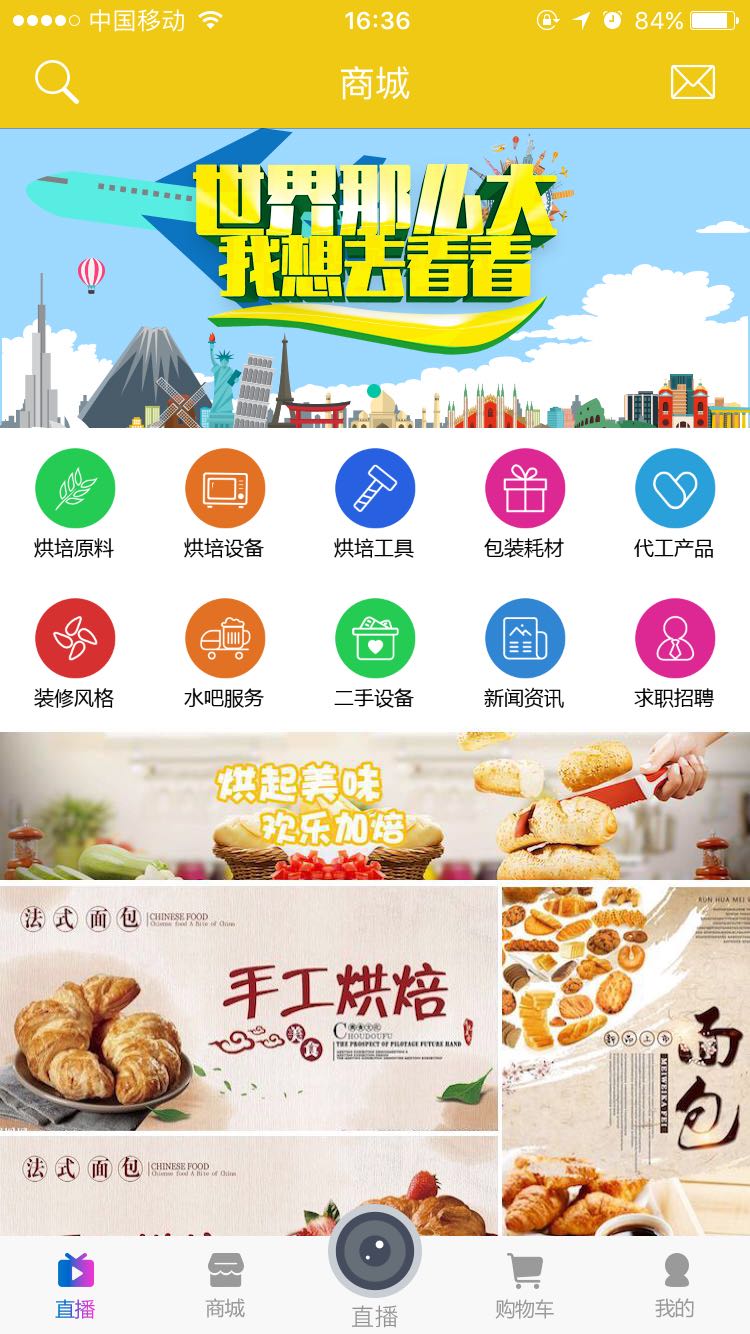 中国移动
16:36
84%
商城
世界那么大
我想去看看
烘培原料
烘培设备
烘培工具
包装耗材
代工产品
装修风格
水吧服务
二手设备
新闻资讯
求职招聘
烘起美味
欢乐加焙
法式面包
CHINESE FOOD
Chinese food A Bite of China
手工烘焙
美食
CHOUDOUFU
THE PROSPECT OF PILOTAGE FUTURE HAND
RUN HUA MEI W
新品上市
面包
MEIWEIKA FEI
法式面包
CHINESE FOOD
Chinese food A Bite of China
直播
商城
直播
购物车
我的